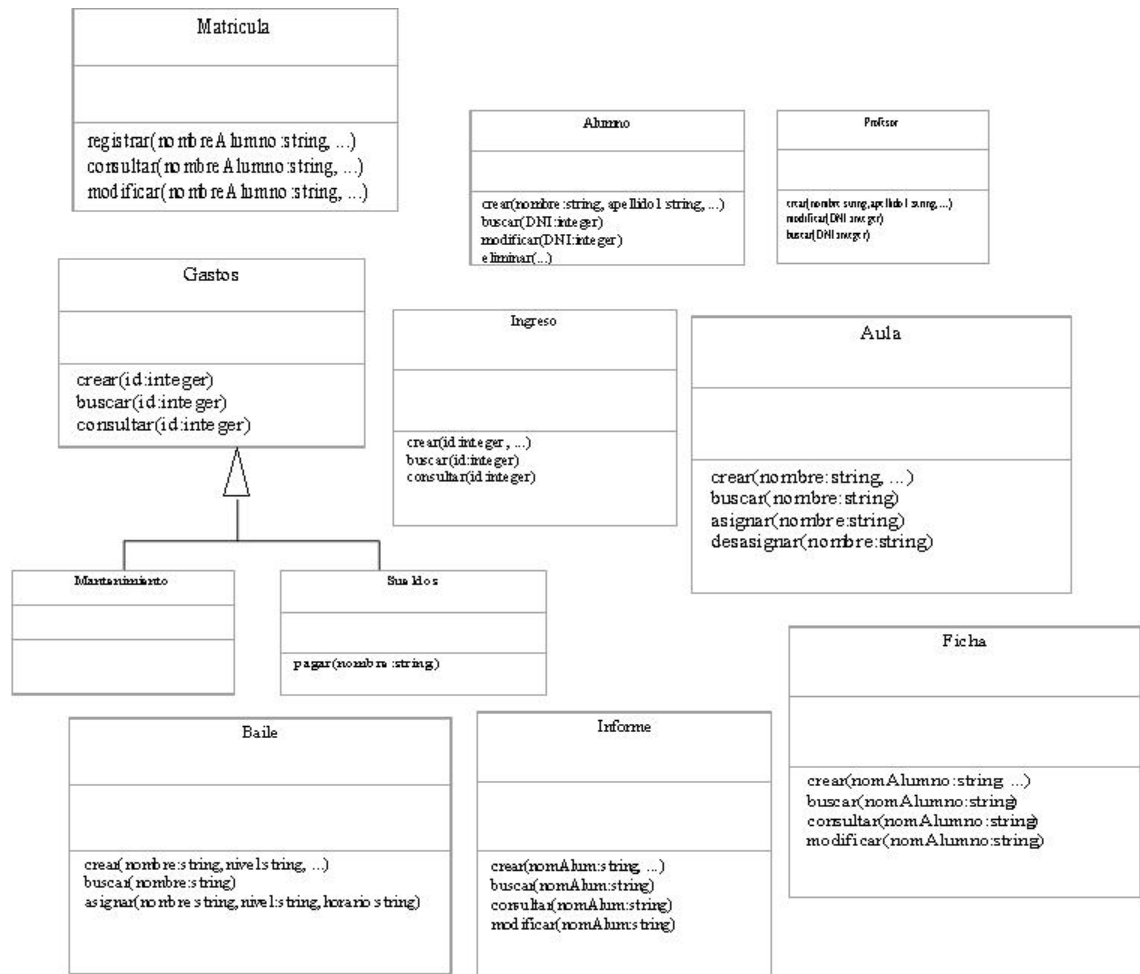 Matricula
registrar(nombreAlumno:string, ...)
consultar(nombreAlumno:string, ...)
modificar(nombreAlumno:string, ...)
Alumno
crear(nombre:string, apellido1:string, ...)
buscar(DNI:integer)
modificar(DNI:integer)
eliminar(...)
Profesor
crear(nombre:string,apellido1:string, ...)
modificar(DNI:integer)
buscar(DNI:integer)
Gastos
crear(id:integer)
buscar(id:integer)
consultar(id:integer)
Ingreso
crear(id:integer, ...)
buscar(id:integer)
consultar(id:integer)
Aula
crear(nombre:string, ...)
buscar(nombre:string)
asignar(nombre:string)
desasignar(nombre:string)
Mantenimiento
Sueldos
pagar(nombre:string)
Ficha
crear(nomAlumno:string, ...)
buscar(nomAlumno:string)
consultar(nomAlumno:string)
modificar(nomAlumno:string)
Baile
crear(nombre:string,nivel:string, ...)
buscar(nombre:string)
asignar(nombre:string,nivel:string,horario:string)
Informe
crear(nomAlum:string, ...)
buscar(nomAlum:string)
consultar(nomAlum:string)
modificar(nomAlum:string)